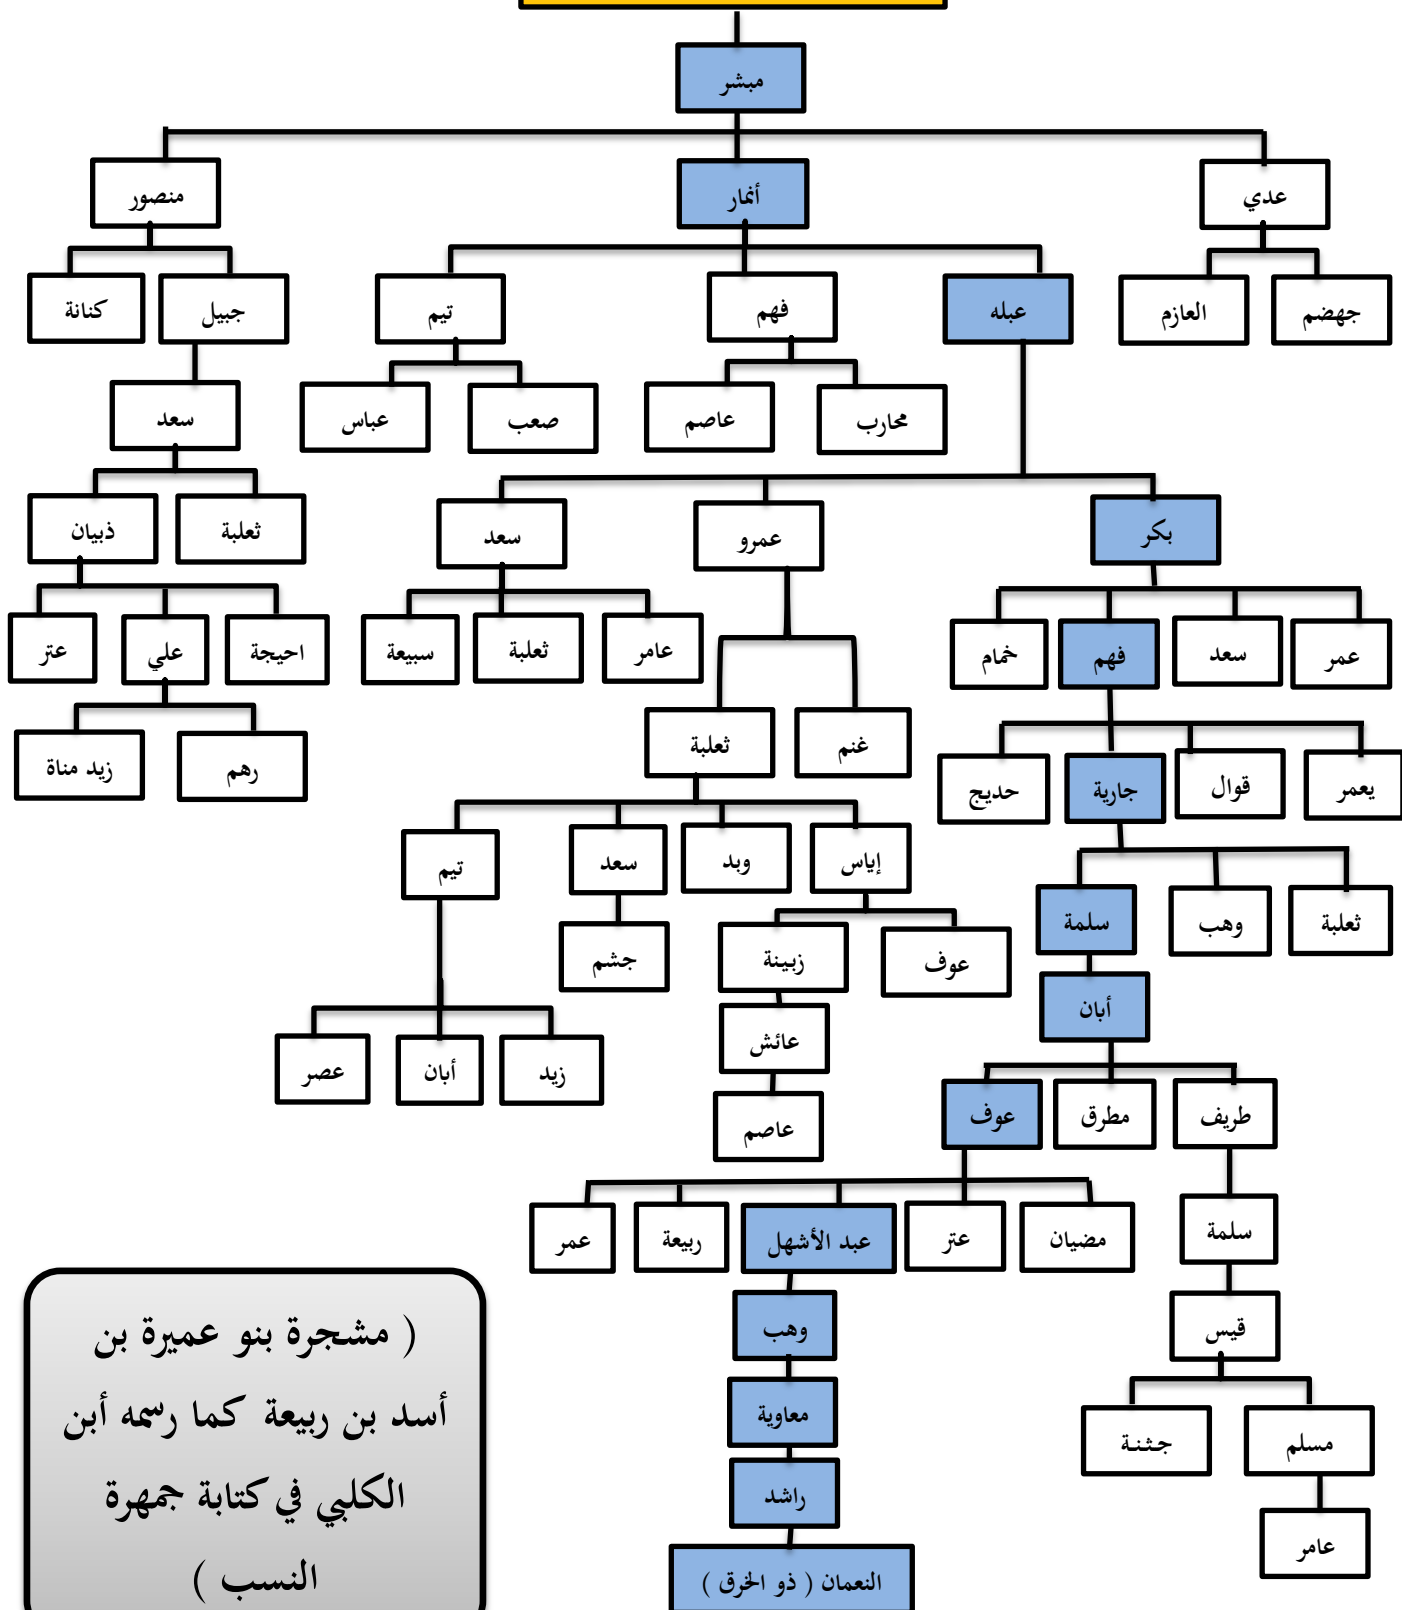 مبشر
عدي
أنمار
منصور
جهضم
العازم
عبله
فهم
تيم
جبيل
كنانة
محارب
عاصم
صعب
عباس
سعد
بكر
عمرو
سعد
ثعلبة
ذبيان
عمر
سعد
فهم
خمام
عامر
ثعلبة
سبيعة
احيجة
علي
عتر
غنم
ثعلبة
رهم
زيد مناة
يعمر
قوال
جارية
حديج
إياس
وبد
سعد
تيم
ثعلبة
وهب
سلمة
عوف
زبينة
جشم
أبان
عائش
زيد
أبان
عصر
طريف
مطرق
عوف
عاصم
سلمة
مضيان
عتر
عبد الأشهل
ربيعة
عمر
قيس
وهب
مسلم
جثنة
معاوية
راشد
عامر
النعمان ( ذو الخرق )
( مشجرة بنو عميرة بن
أسد بن ربيعة كما رسمه أبن
الكلبي في كتابة جمهرة
النسب )